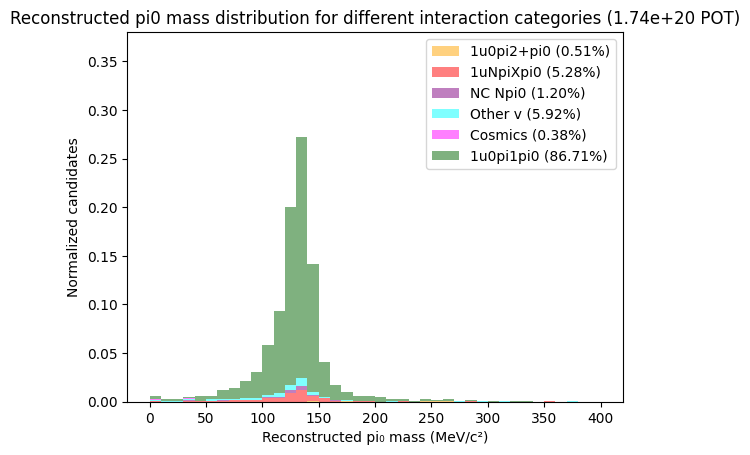 Reconstructed pi0 mass distribution for different interaction categories (1.74e+20 POT)
1u0pi2+pi0 (0.51%)
1uNpiXpi0 (5.28%)
NC Npi0 (1.20%)
Other v (5.92%)
Cosmics (0.38%)
1u0pi1pi0 (86.71%)
Normalized candidates
0.35
0.30
0.25
0.20
0.15
0.10
0.05
0.00
0 50 100 150 200 250 300 350 400
Reconstructed pi₀ mass (MeV/c²)